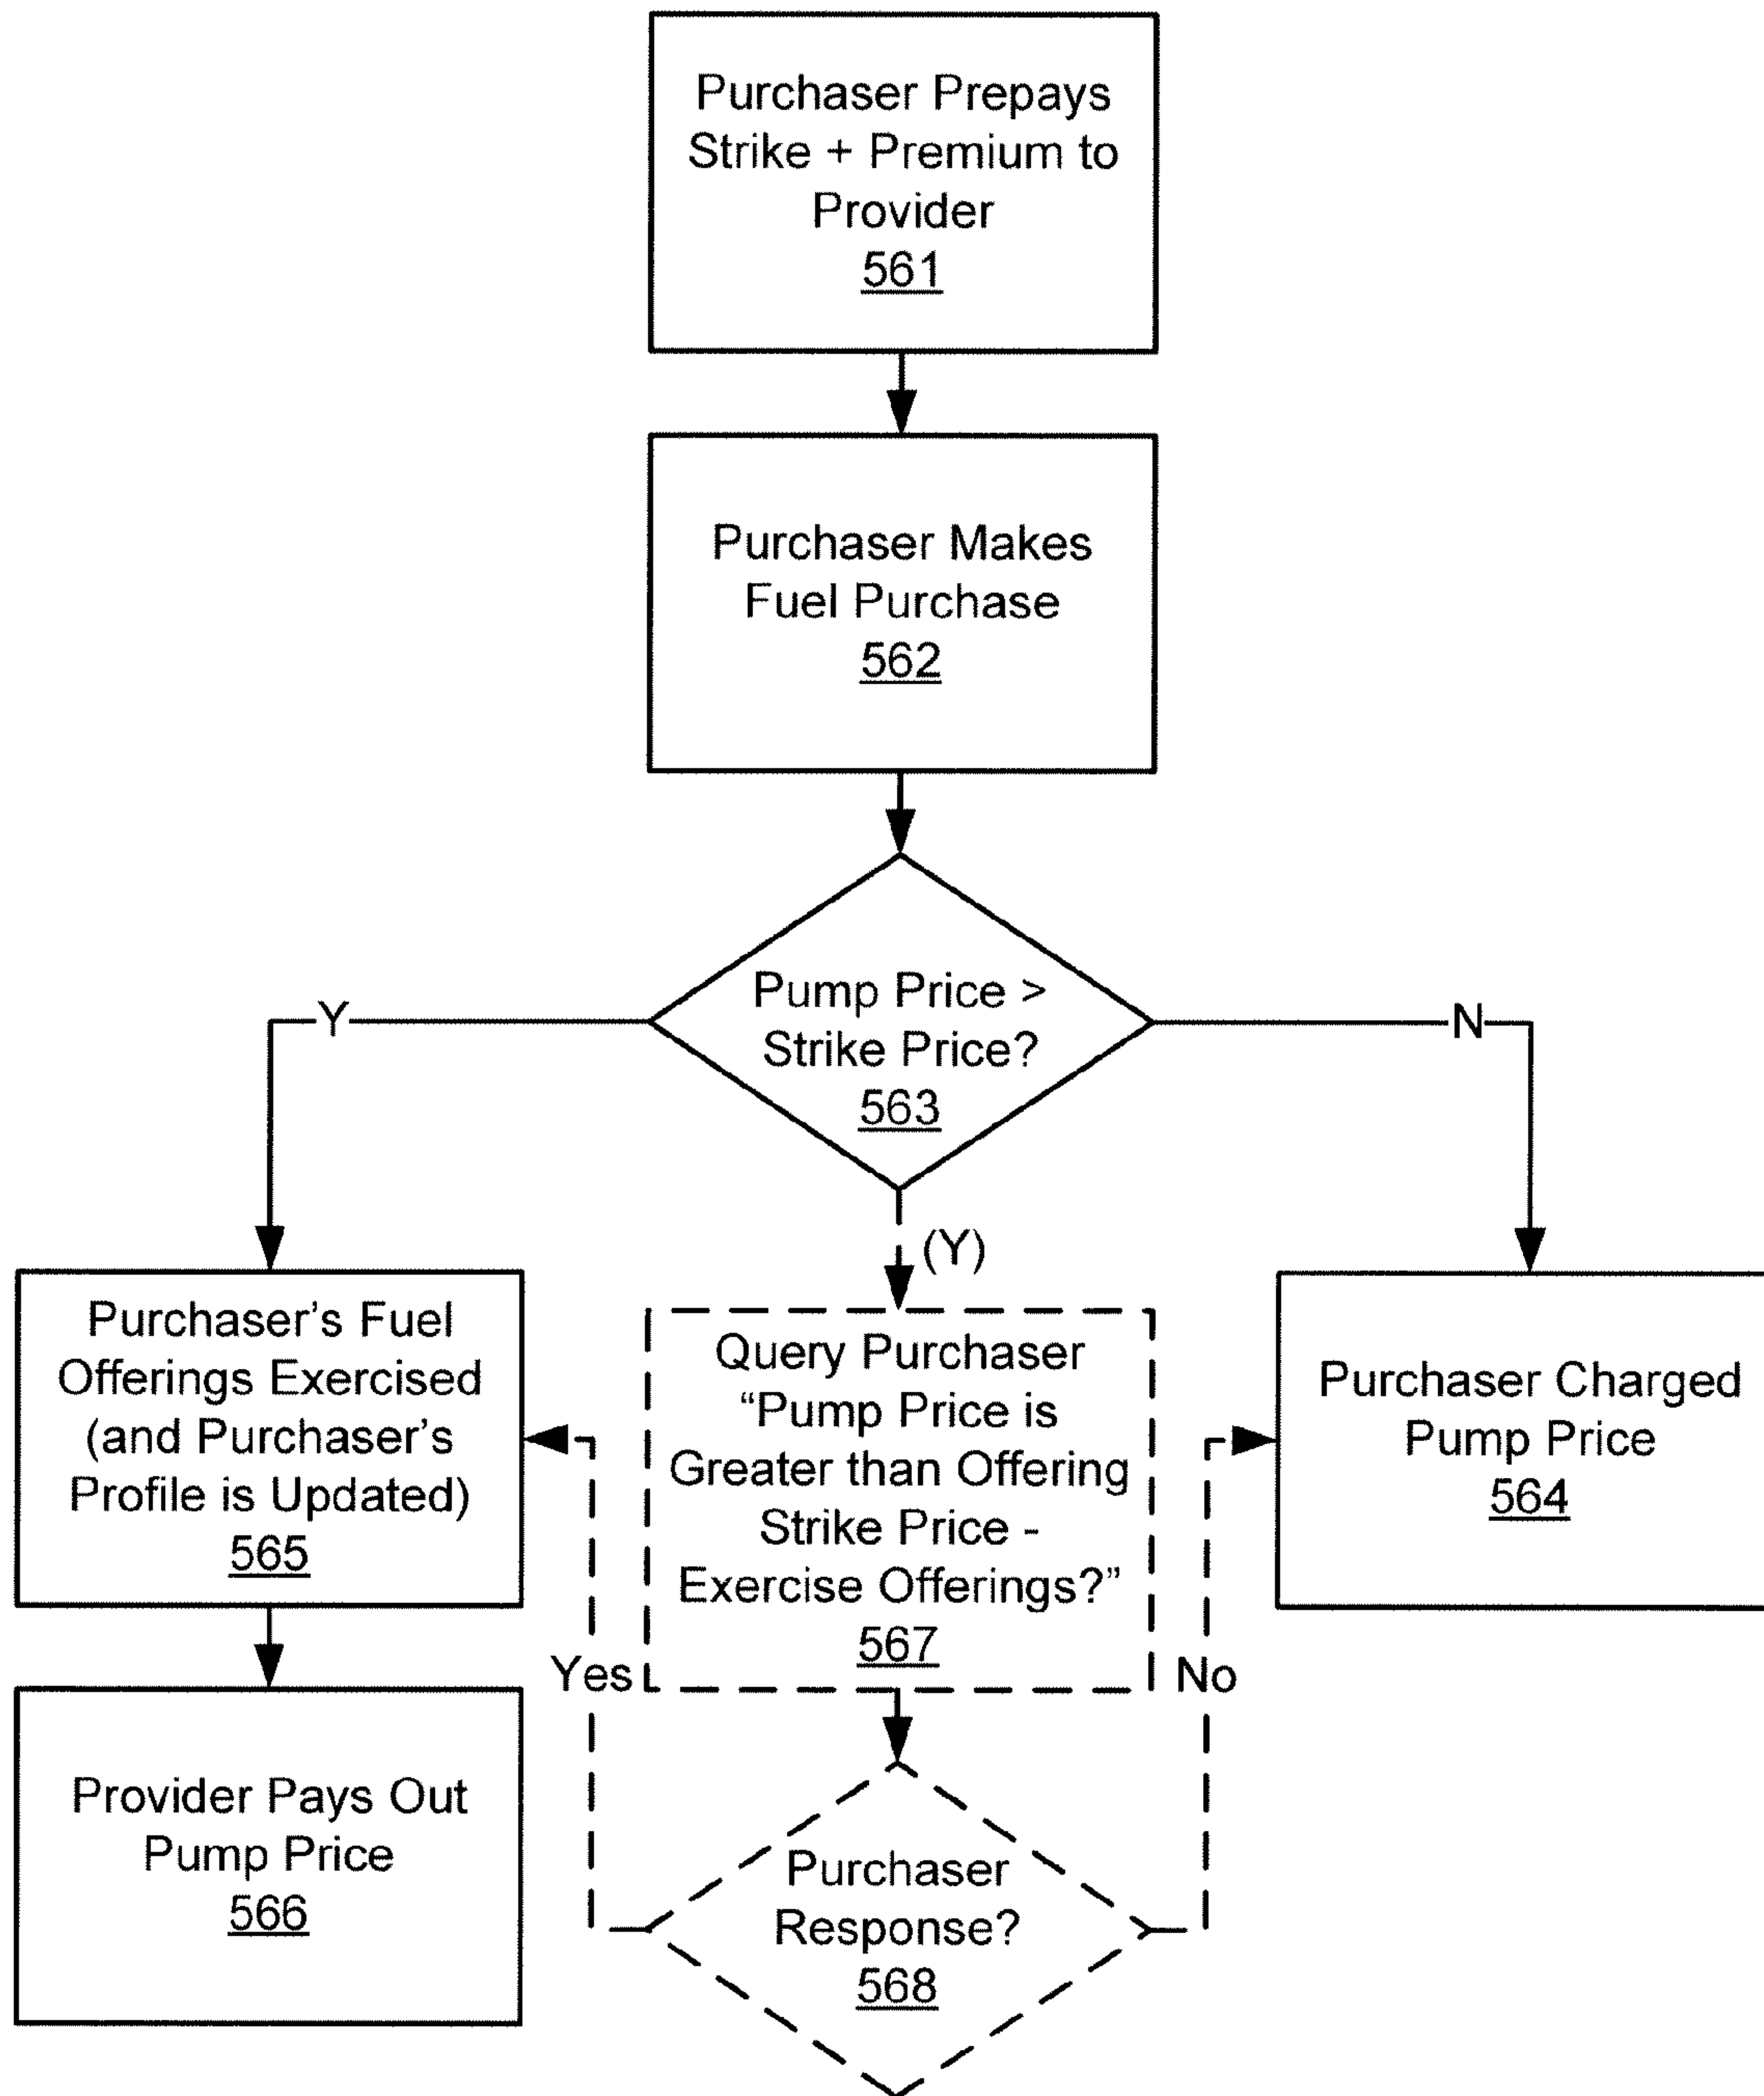 Purchaser Prepays
Strike + Premium to
Provider
561
Purchaser Makes
Fuel Purchase
562
Pump Price >
Strike Price?
563
Y
N
(Y)
Purchaser’s Fuel
Offerings Exercised
(and Purchaser’s
Profile is Updated)
565
Query Purchaser
“Pump Price is
Greater than Offering
Strike Price -
Exercise Offerings?”
567
Purchaser Charged
Pump Price
564
Yes
No
Provider Pays Out
Pump Price
566
Purchaser
Response?
568